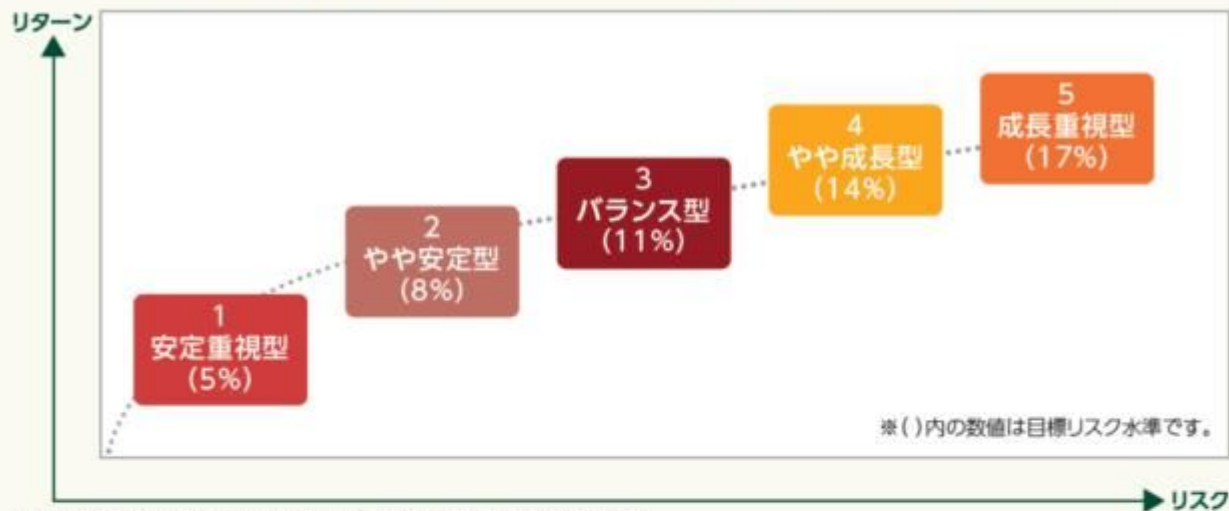 リターン
5
成長重視型
(17%)
4
やや成長型
(14%)
3
バランス型
(11%)
2
やや安定型
(8%)
1
安定重視型
(5%)
※( )内の数値は目標リスク水準です。
リスク